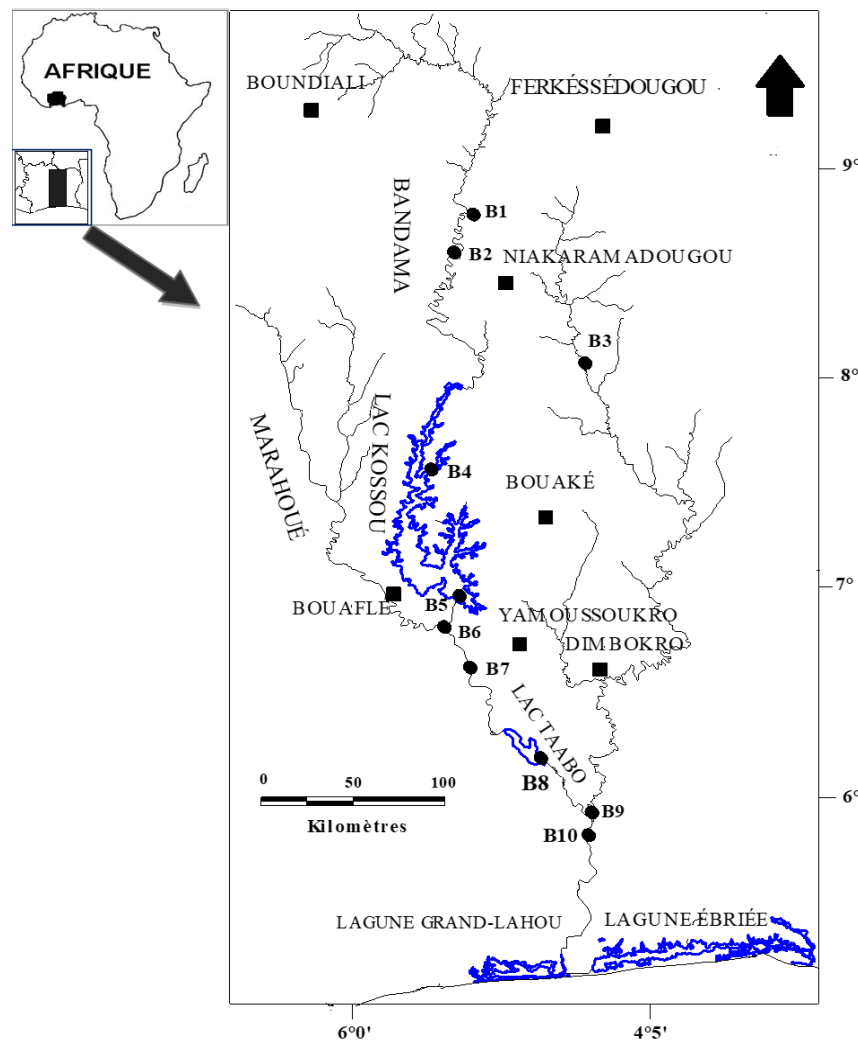 AFRIQUE
BOUNDIALI
FERKÉSSÉDOUGOU
9°
BANDAMA
B1
B2
NIAKARAMADOUGOU
B3
8°
MARAHOUÉ
LAC KOSSOU
B4
BOUAKÉ
7°
BOUAFLE
B5
B6
YAMOUSSOUKRO
DIMBOKRO
B7
LAC TAABO
B8
0 50 100
Kilomètres
6°
B9
B10
LAGUNE GRAND-LAHOU
LAGUNE ÉBRIÉE
6°0'
4°5'